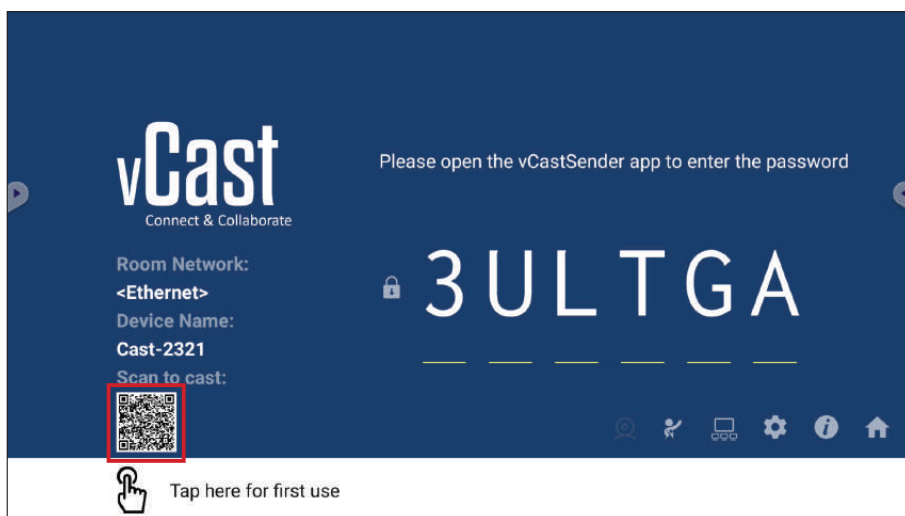 vCast
Connect & Collaborate
Please open the vCastSender app to enter the password
Room Network:
<Ethernet>
Device Name:
Cast-2321
Scan to cast:
3ULTGA
Tap here for first use